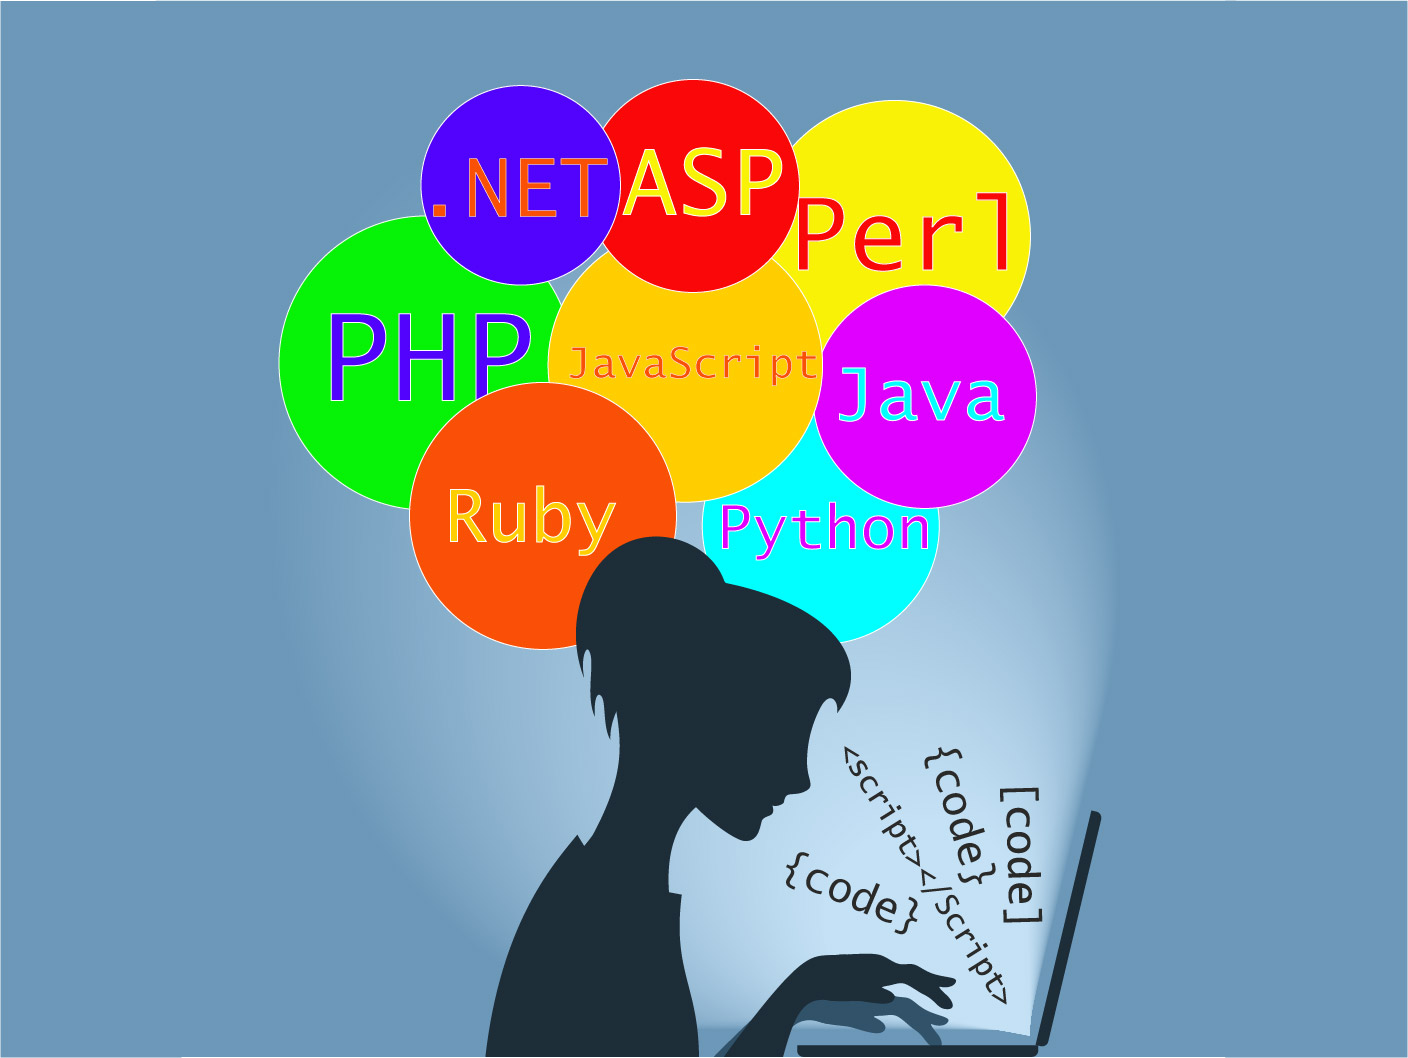 .NET
ASP
Perl
PHP
JavaScript
Java
Ruby
Python
<script></Script>
{code}
[code]
{code}